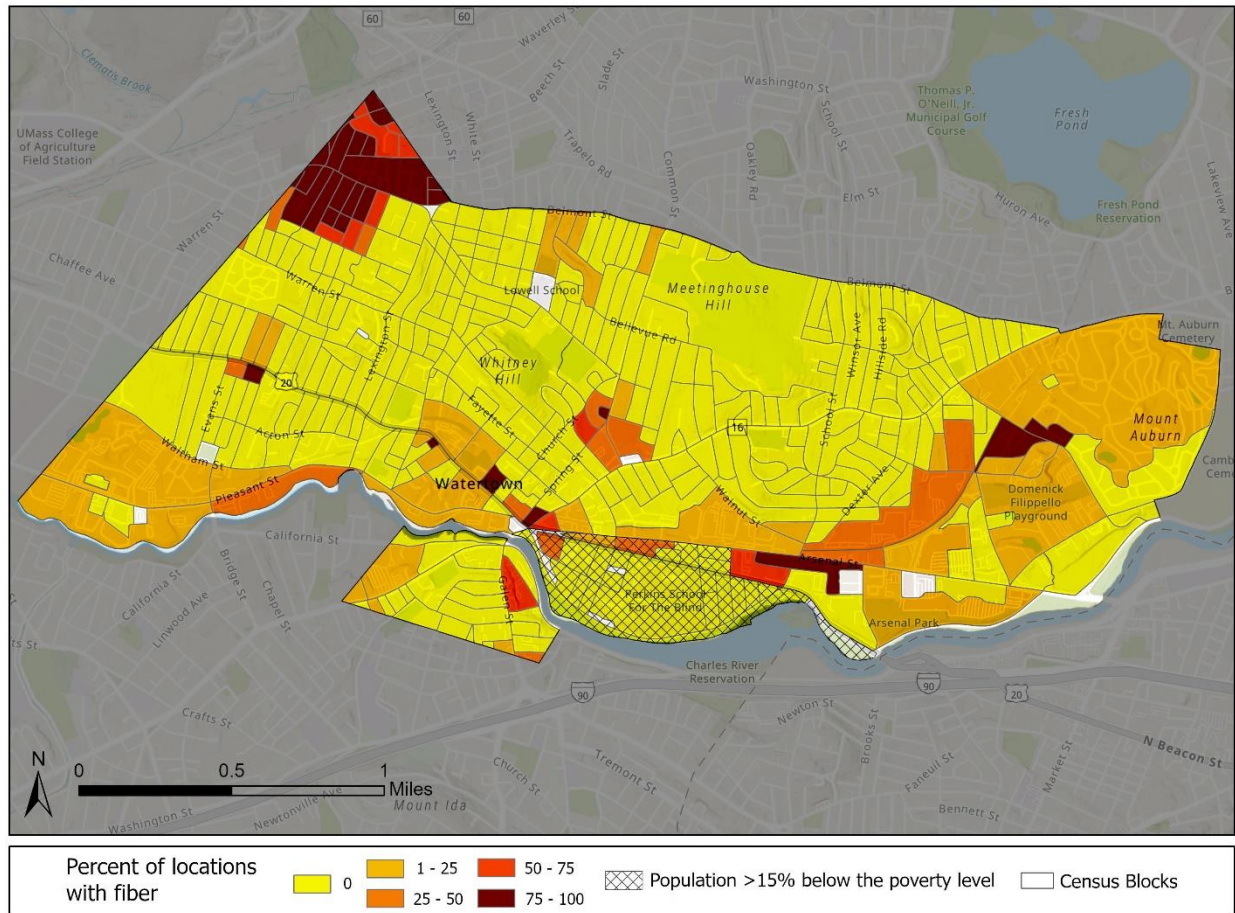 60
60
Waverley St
Clematis Brook
Beech St
Slade St
Washington St
School St
Thomas P.
O'Neill, Jr.
Municipal Golf
Course
Fresh
Pond
UMass College
of Agriculture
Field Station
Lexington St
White St
Trapelo Rd
Common St
Oakley Rd
Elm St
Huron Ave
Fresh Pond
Reservation
Lakeview Ave
Warren St
Chaffee Ave
Belmont St
Belmont St
Warren St
Lowell School
Meetinghouse
Hill
Bellevue Rd
Lexington St
Whitney
Hill
Winsor Ave
Hillside Rd
Mt. Auburn
Cemetery
20
Evans St
Acton St
Fayette St
Church St
Spring St
16
School St
Mount
Auburn
Waltham St
Watertown
Dexter Ave
Domenick
Filippello
Playground
Pleasant St
Walnut St
California St
Arsenal St
California St
Bridge St
Linwood Ave
Chapel St
Galen St
Perkins School
For The Blind
Arsenal Park
Charles River
Reservation
90
90
20
Newton St
Crafts St
Church St
Tremont St
Brooks St
Faneuil St
Market St
N Beacon St
Bennett St
N
0 0.5 1
Miles
Mount Ida
Washington St
Newtonville Ave
Percent of locations
with fiber
0
1 - 25
25 - 50
50 - 75
75 - 100
Population >15% below the poverty level
Census Blocks